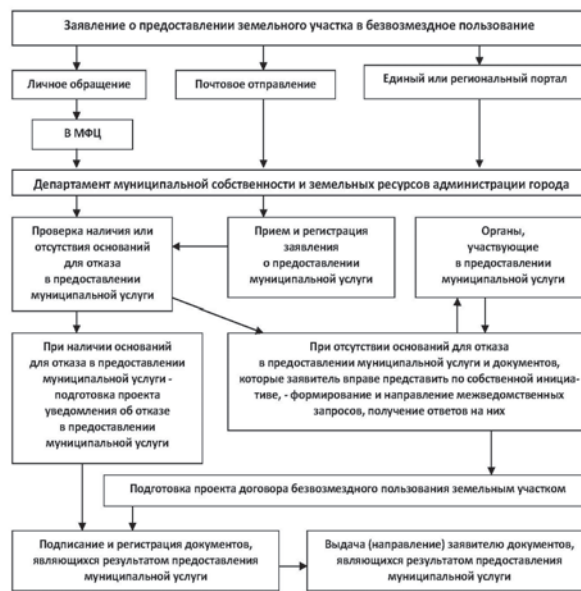 Заявление о предоставлении земельного участка в безвозмездное пользование
Личное обращение
Почтовое отправление
Единый или региональный портал
В МФЦ
Департамент муниципальной собственности и земельных ресурсов администрации города
Проверка наличия или
отсутствия оснований
для отказа
в предоставлении
муниципальной услуги
Прием и регистрация
заявления
о предоставлении
муниципальной услуги
Органы,
участвующие
в предоставлении
муниципальной услуги
При наличии оснований
для отказа в предоставлении
муниципальной услуги -
подготовка проекта
уведомления об отказе
в предоставлении
муниципальной услуги
При отсутствии оснований для отказа
в предоставлении муниципальной услуги и документов,
которые заявитель вправе представить по собственной инициа-
тиве, - формирование и направление межведомственных
запросов, получение ответов на них
Подготовка проекта договора безвозмездного пользования земельным участком
Подписание и регистрация документов,
являющихся результатом предоставления
муниципальной услуги
Выдача (направление) заявителю документов,
являющихся результатом предоставления
муниципальной услуги